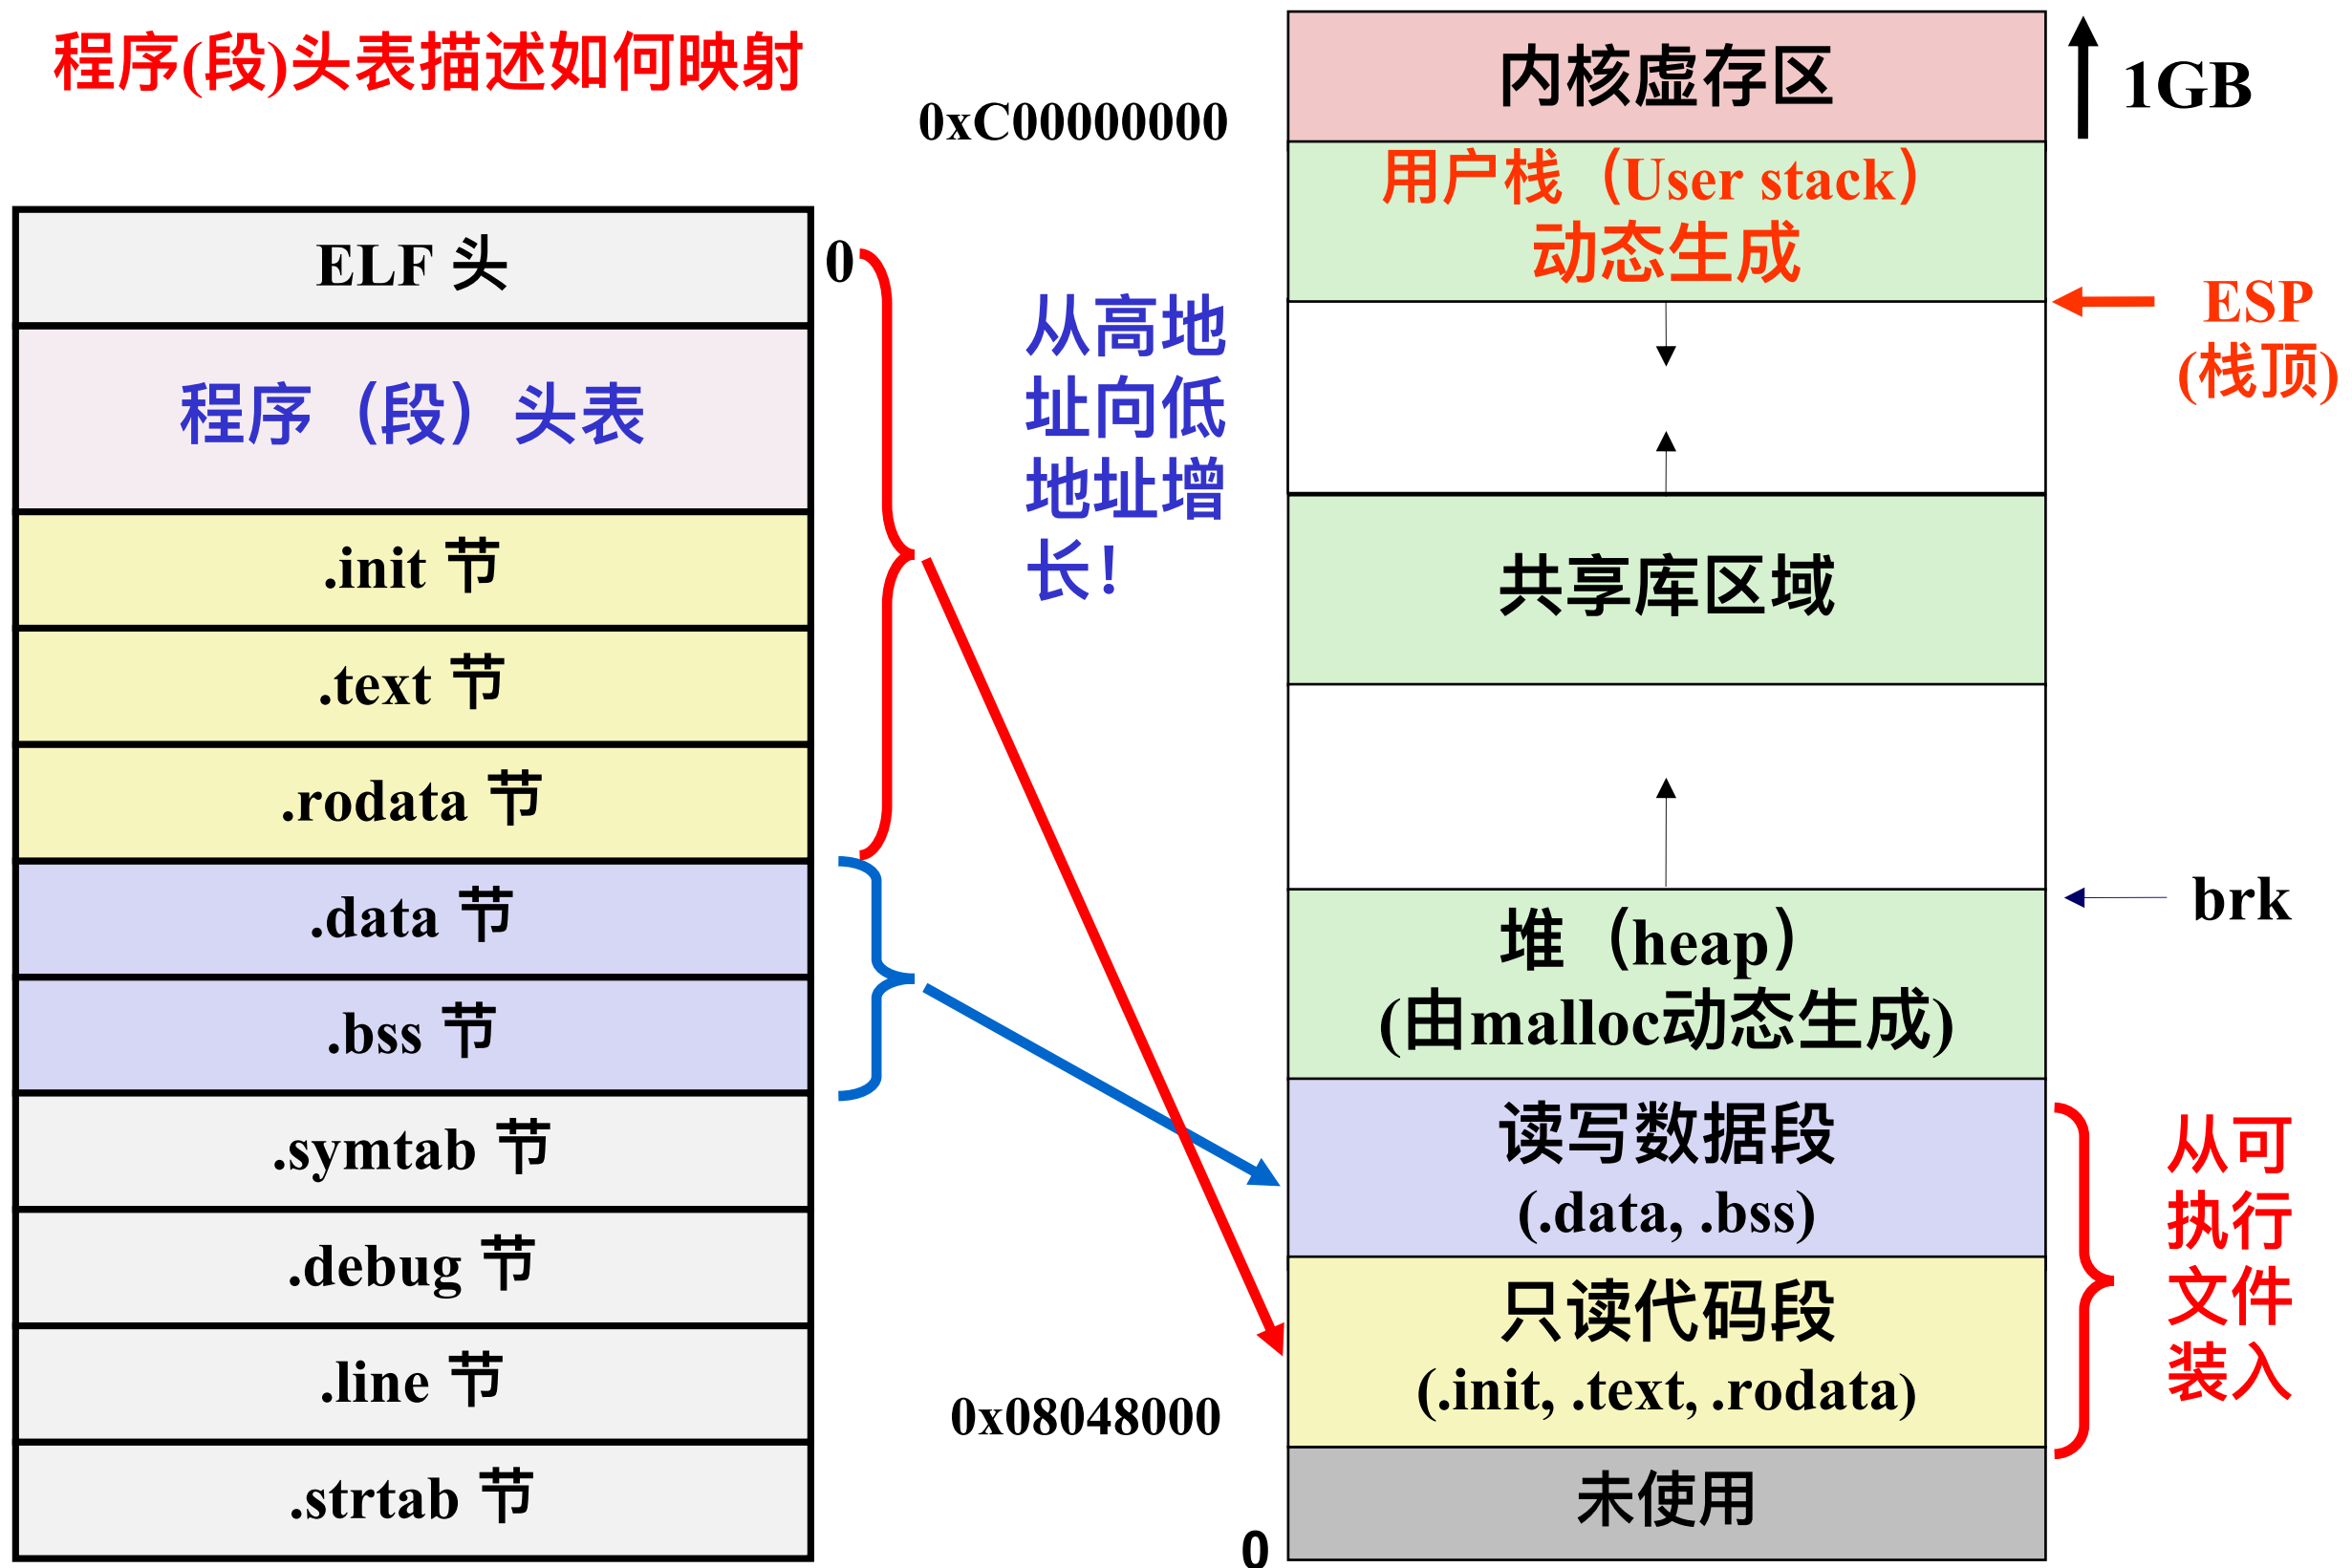 程序(段)头表描述如何映射
ELF 头
程序（段）头表
.init 节
.text 节
.rodata 节
.data 节
.bss 节
.symtab 节
.debug 节
.line 节
.strtab 节
0
0xC00000000
从高地
址向低
地址增
长!
0x08048000
0
内核虚存区
用户栈（User stack）
动态生成
共享库区域
堆（heap）
(由malloc动态生成)
读写数据段
(.data, .bss)
只读代码段
(.init, .text, .rodata)
未使用
1GB
ESP
(栈顶)
brk
从可
执行
文件
装入